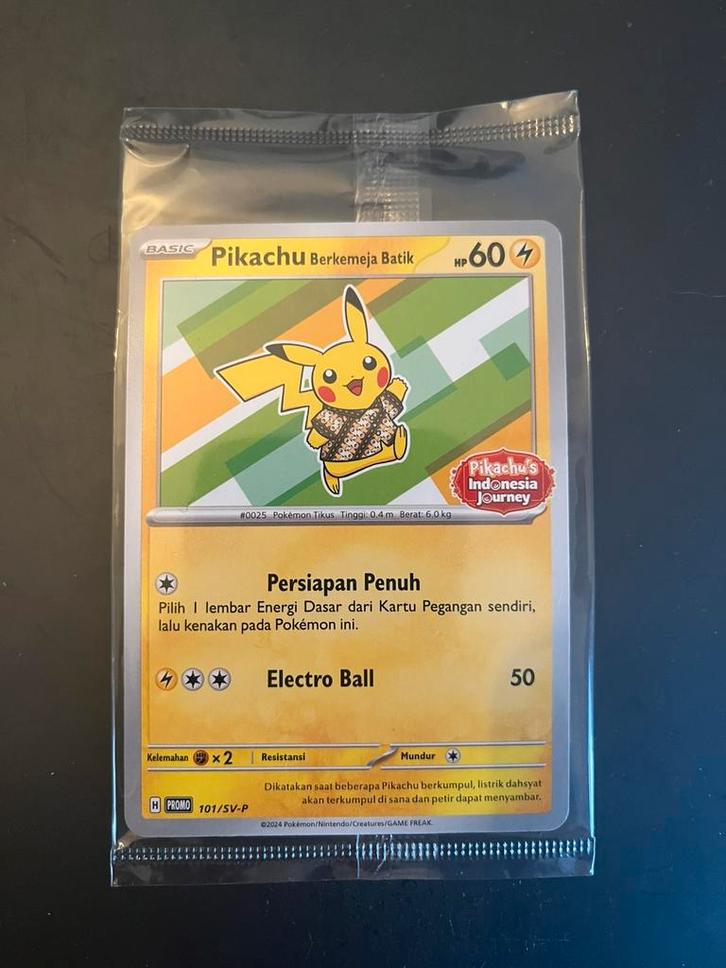 BASIC Pikachu Berkemeja Batik HP 60
Pikachu's
Indonesia
Journey
#0025 Pokémon Tikus Tinggi: 0.4 m Berat: 6.0 kg
Persiapan Penuh
Pilih 1 lembar Energi Dasar dari Kartu Pegangan sendiri,
lalu kenakan pada Pokémon ini.
Electro Ball 50
Kelemahan ×2 Resistansi Mundur
Dikatakan saat beberapa Pikachu berkumpul, listrik dahsyat
akan terkumpul di sana dan petir dapat menyambar.
H PROMO 101/SV-P
©2024 Pokémon/Nintendo/Creatures/GAME FREAK.